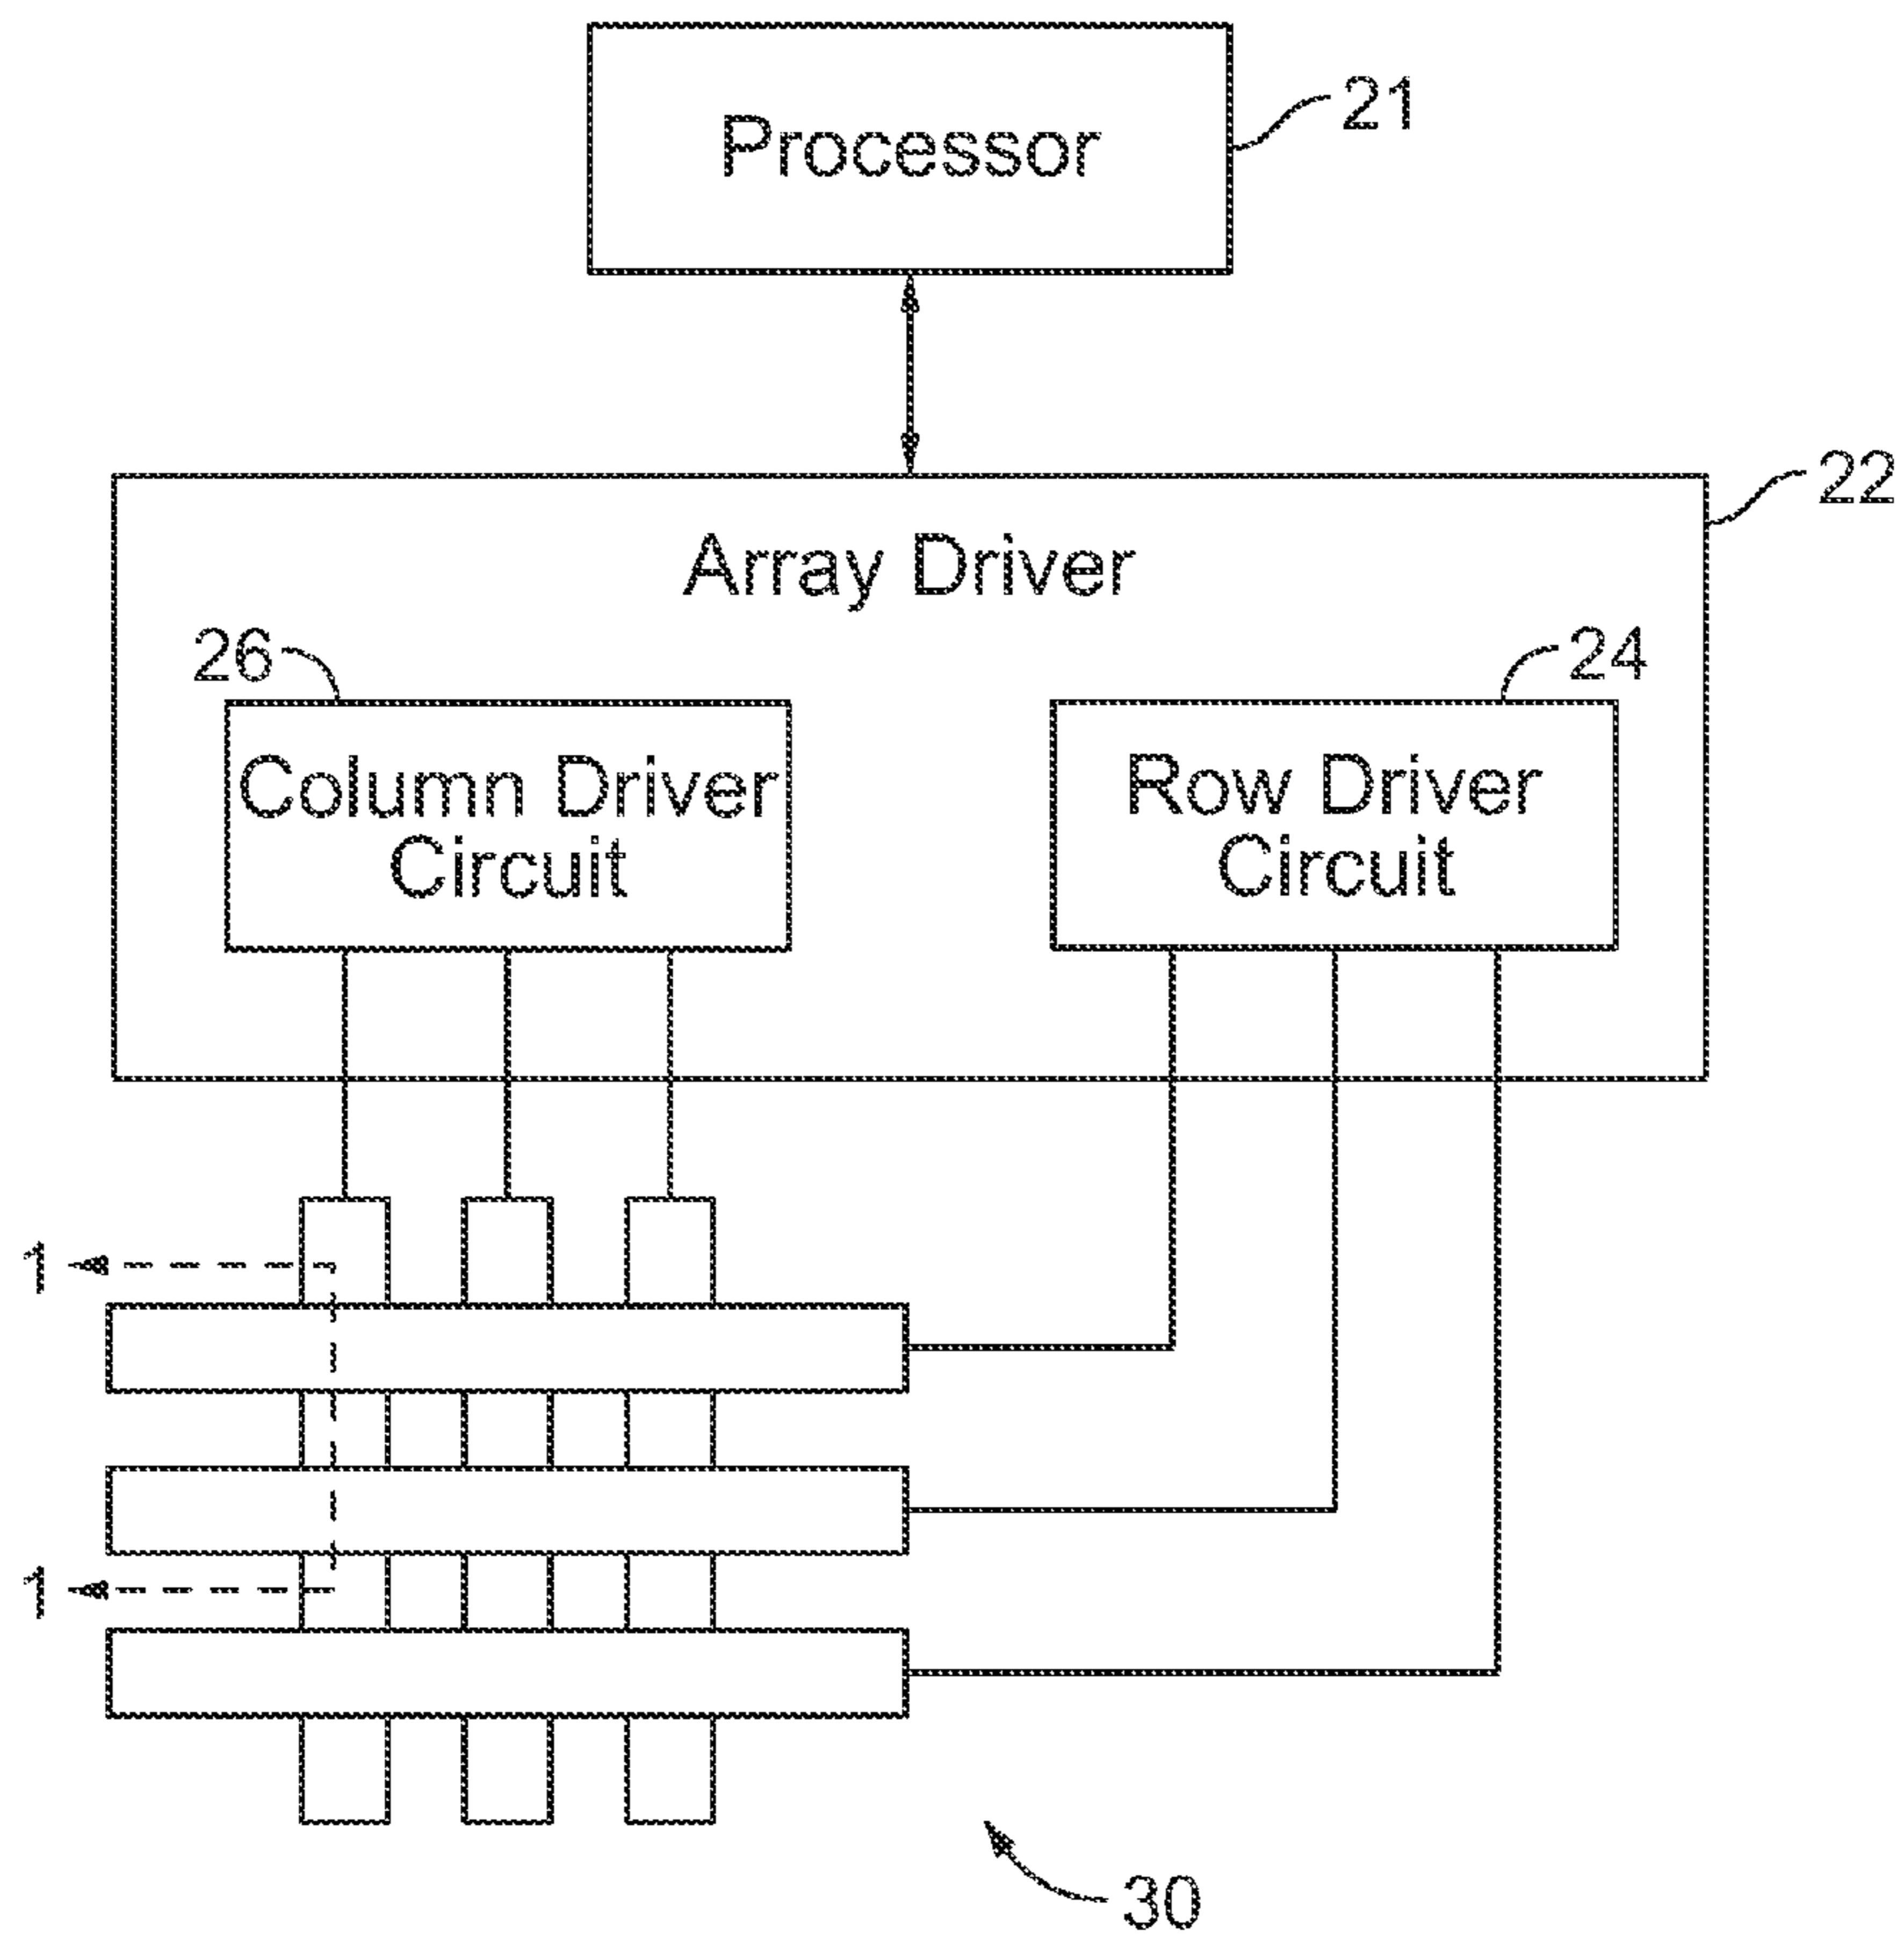 Processor
21
22
Array Driver
26
24
Column Driver
Circuit
Row Driver
Circuit
1
1
30